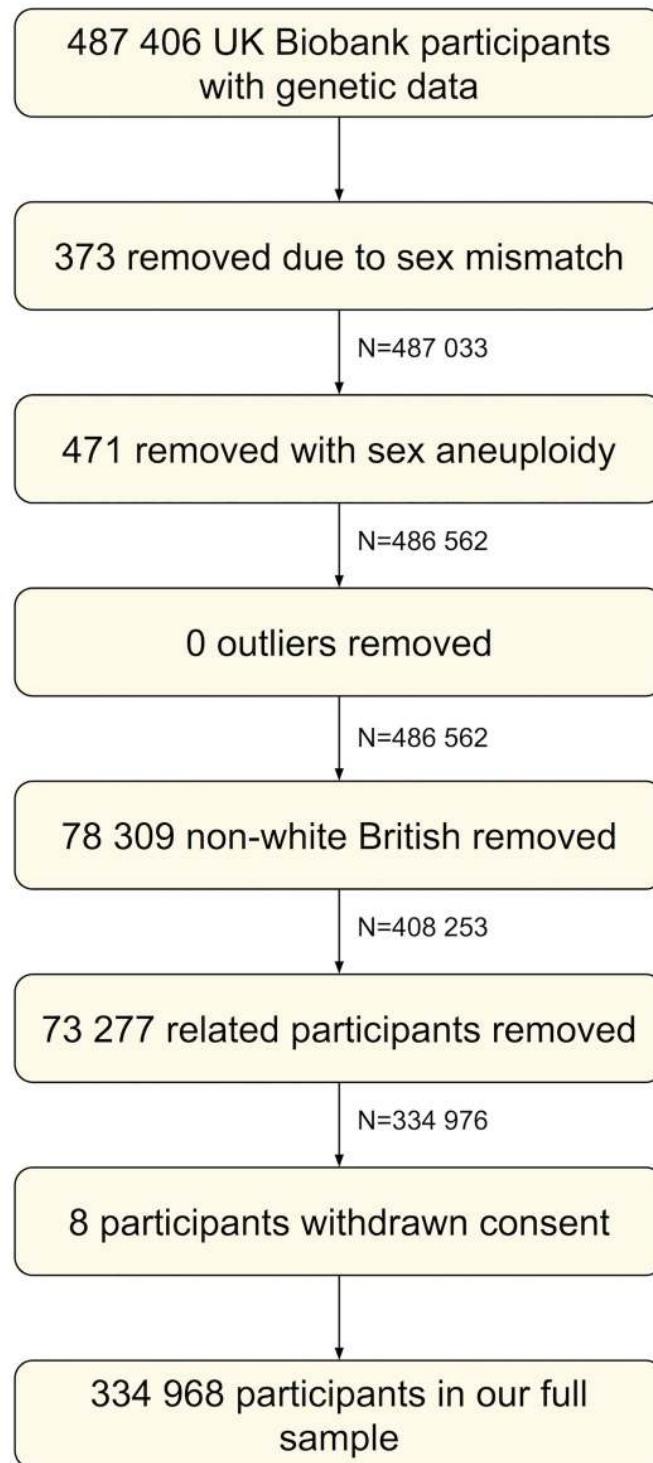 487 406 UK Biobank participants
with genetic data
373 removed due to sex mismatch
N=487 033
471 removed with sex aneuploidy
N=486 562
0 outliers removed
N=486 562
78 309 non-white British removed
N=408 253
73 277 related participants removed
N=334 976
8 participants withdrawn consent
334 968 participants in our full
sample